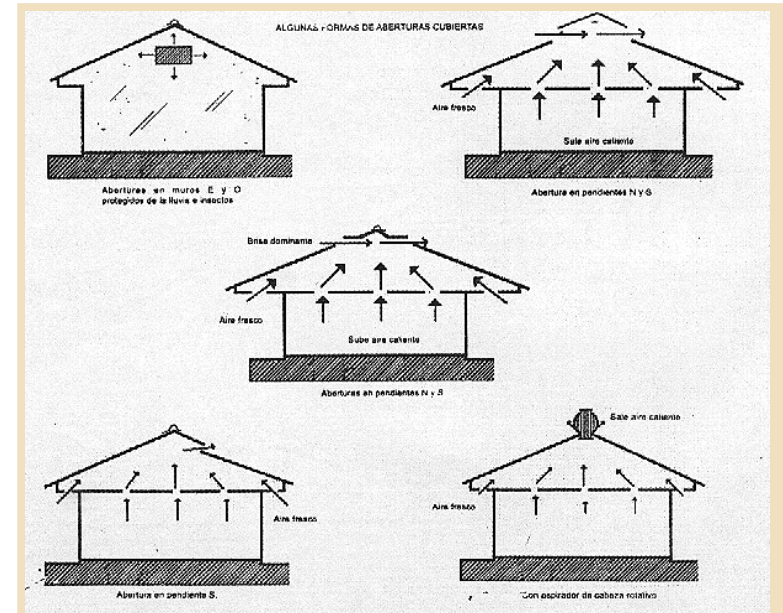 ALGUNAS FORMAS DE ABERTURAS CUBIERTAS
Aberturas en muros E y O
protegidos de la lluvia e insectos
Aire fresco
Sale aire caliente
Abertura en pendientes N y S
Brisa dominante
Aire fresco
Sube aire caliente
Aberturas en pendientes N y S
Aire fresco
Abertura en pendiente S.
Sale aire caliente
Aire fresco
Con aspirador de cabeza rotativo